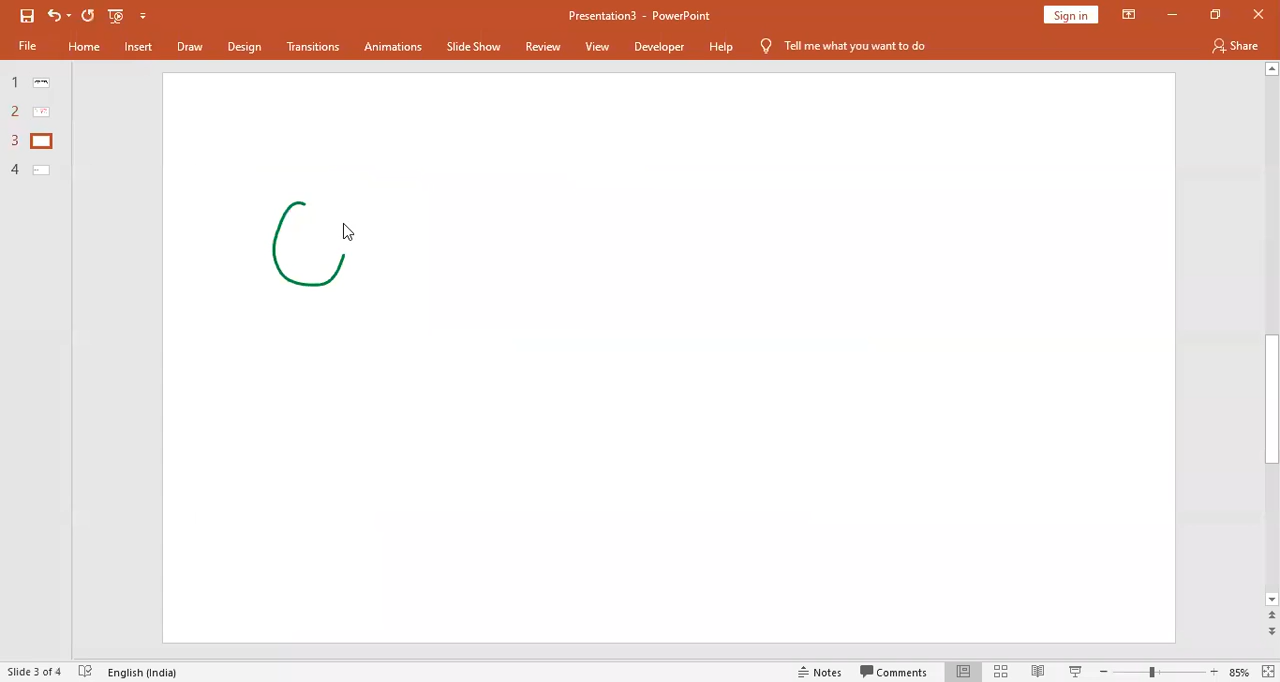 Presentation3 - PowerPoint
Sign in
File Home Insert Draw Design Transitions Animations Slide Show Review View Developer Help Tell me what you want to do Share
1
2
3
4
Slide 3 of 4 English (India) Notes Comments 85%